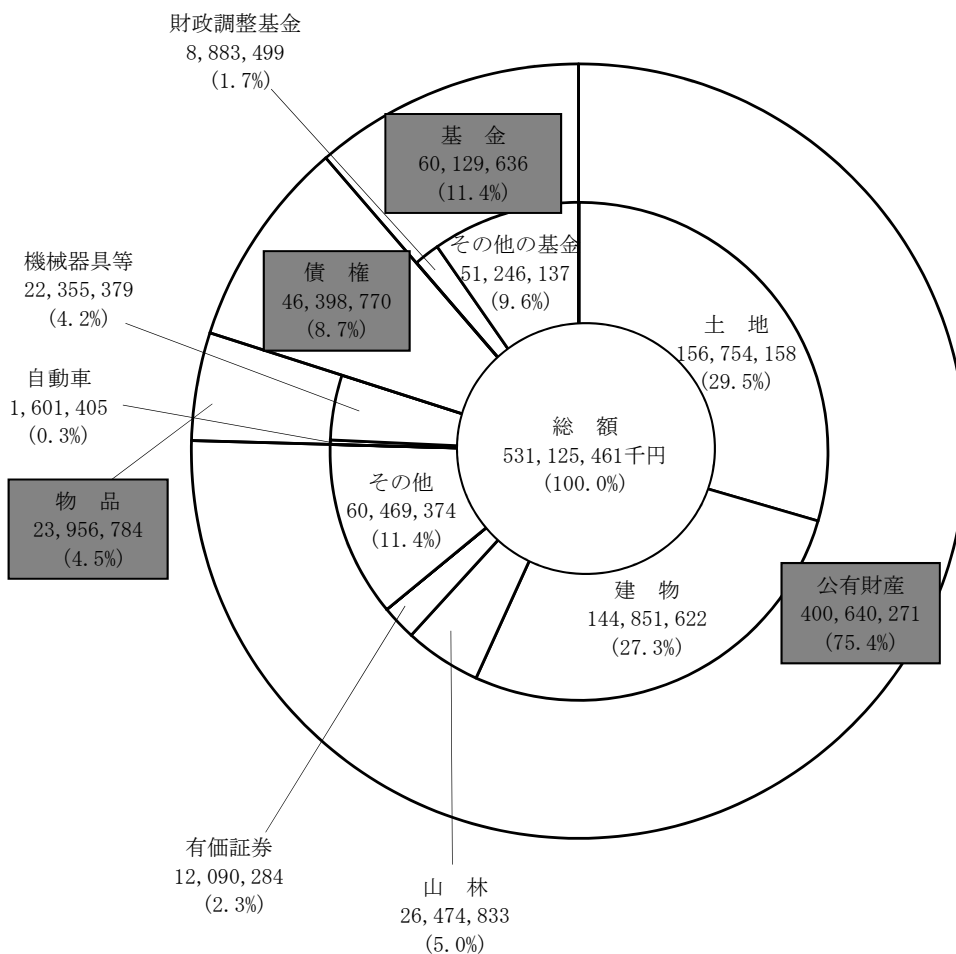 財政調整基金
8,883,499
(1.7%)
基　金
60,129,636
(11.4%)
その他の基金
51,246,137
(9.6%)
機械器具等
22,355,379
(4.2%)
債　権
46,398,770
(8.7%)
土　地
156,754,158
(29.5%)
自動車
1,601,405
(0.3%)
総　額
531,125,461千円
(100.0%)
その他
60,469,374
(11.4%)
物　品
23,956,784
(4.5%)
建　物
144,851,622
(27.3%)
公有財産
400,640,271
(75.4%)
有価証券
12,090,284
(2.3%)
山　林
26,474,833
(5.0%)